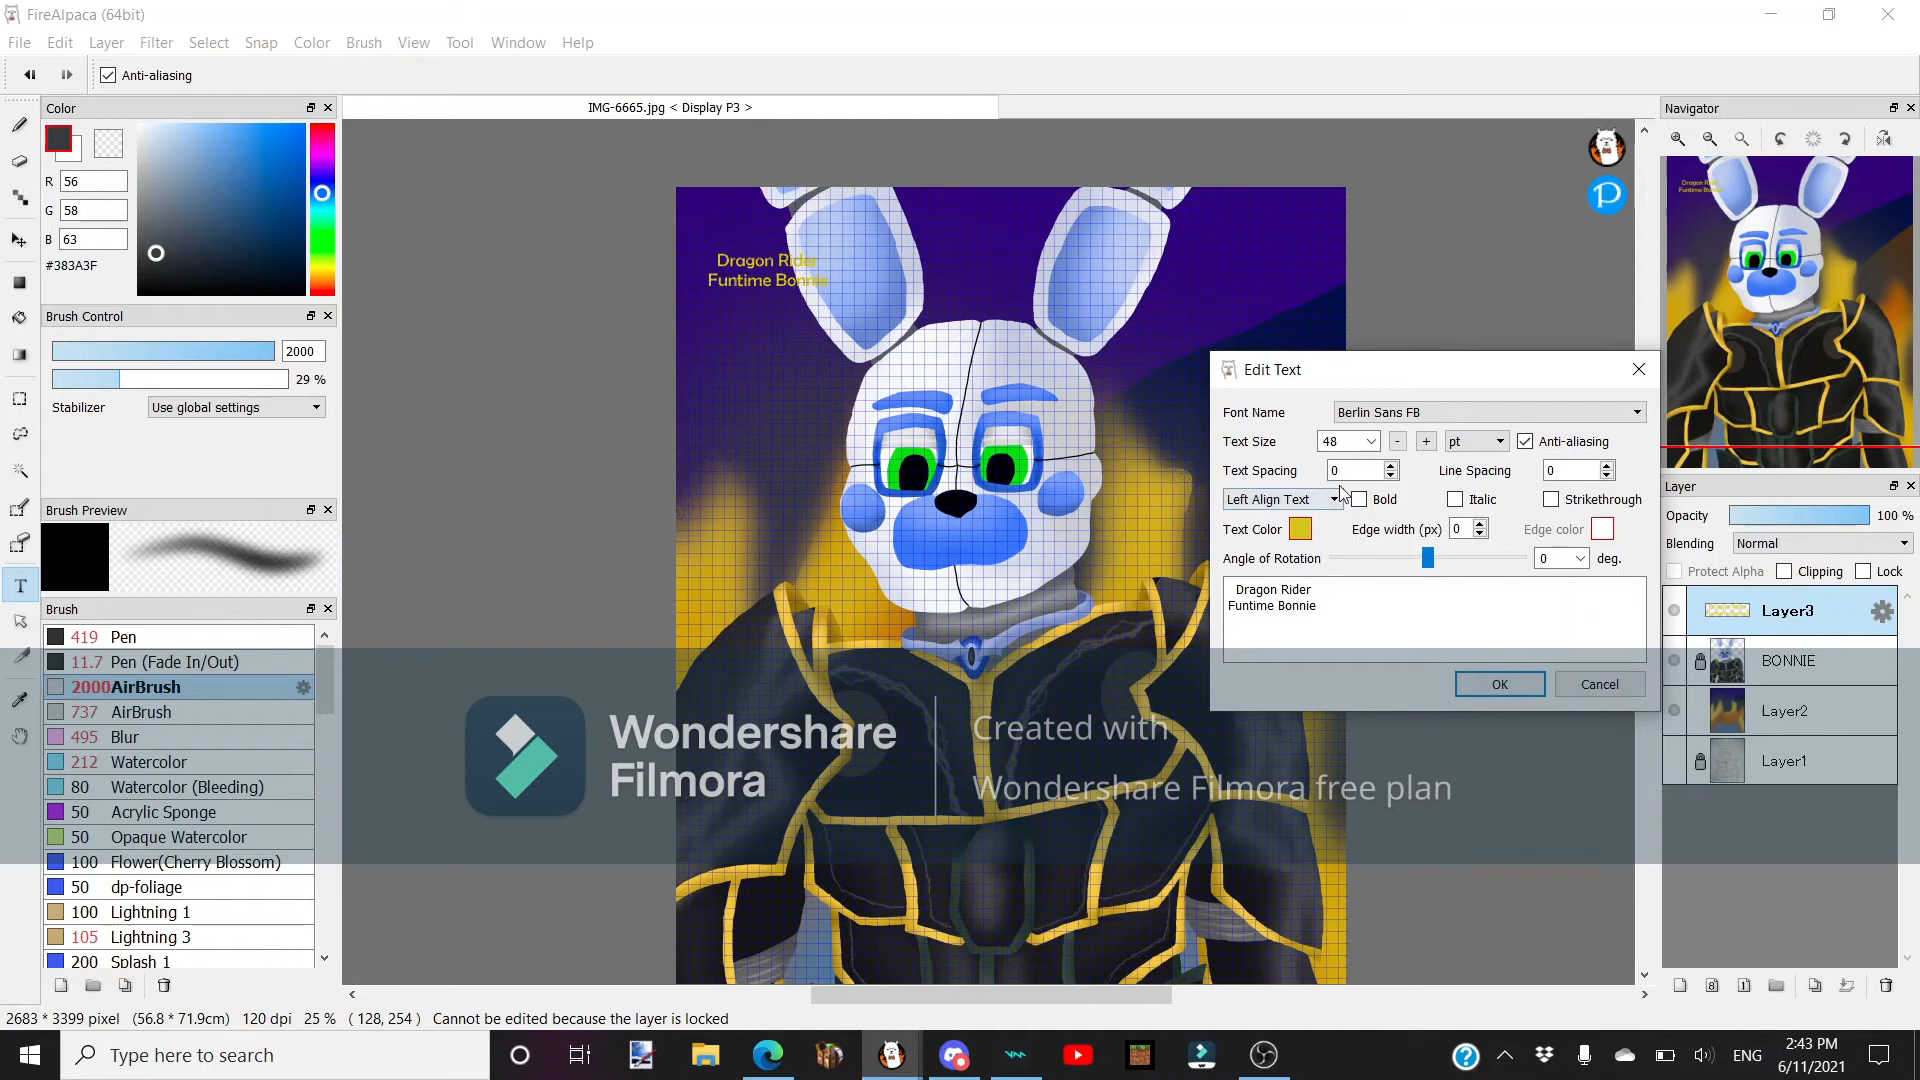 FireAlpaca (64bit)
File Edit Layer Filter Select Snap Color Brush View Tool Window Help
Anti-aliasing
Color
IMG-6665.jpg < Display P3 >
Navigator
R 56
G 58
B 63
#383A3F
Brush Control
2000
29 %
Stabilizer Use global settings
Brush Preview
Brush
419 Pen
11.7 Pen (Fade In/Out)
2000 AirBrush
737 AirBrush
495 Blur
212 Watercolor
80 Watercolor (Bleeding)
50 Acrylic Sponge
50 Opaque Watercolor
100 Flower(Cherry Blossom)
50 dp-foliage
100 Lightning 1
105 Lightning 3
200 Splash 1
Dragon Rider
Funtime Bonnie
Edit Text
Font Name Berlin Sans FB
Text Size 48 - + pt Anti-aliasing
Text Spacing 0 Line Spacing 0
Left Align Text Bold Italic Strikethrough
Text Color Edge width (px) 0 Edge color
Angle of Rotation 0 deg.
Dragon Rider
Funtime Bonnie
OK Cancel
Dragon Rider
Funtime Bonnie
Layer
Opacity 100 %
Blending Normal
Protect Alpha Clipping Lock
Layer3
BONNIE
Layer2
Layer1
Wondershare
Filmora
Created with
Wondershare Filmora free plan
2683 * 3399 pixel (56.8 * 71.9cm) 120 dpi 25 % ( 128, 254 ) Cannot be edited because the layer is locked
Type here to search
ENG
2:43 PM
6/11/2021